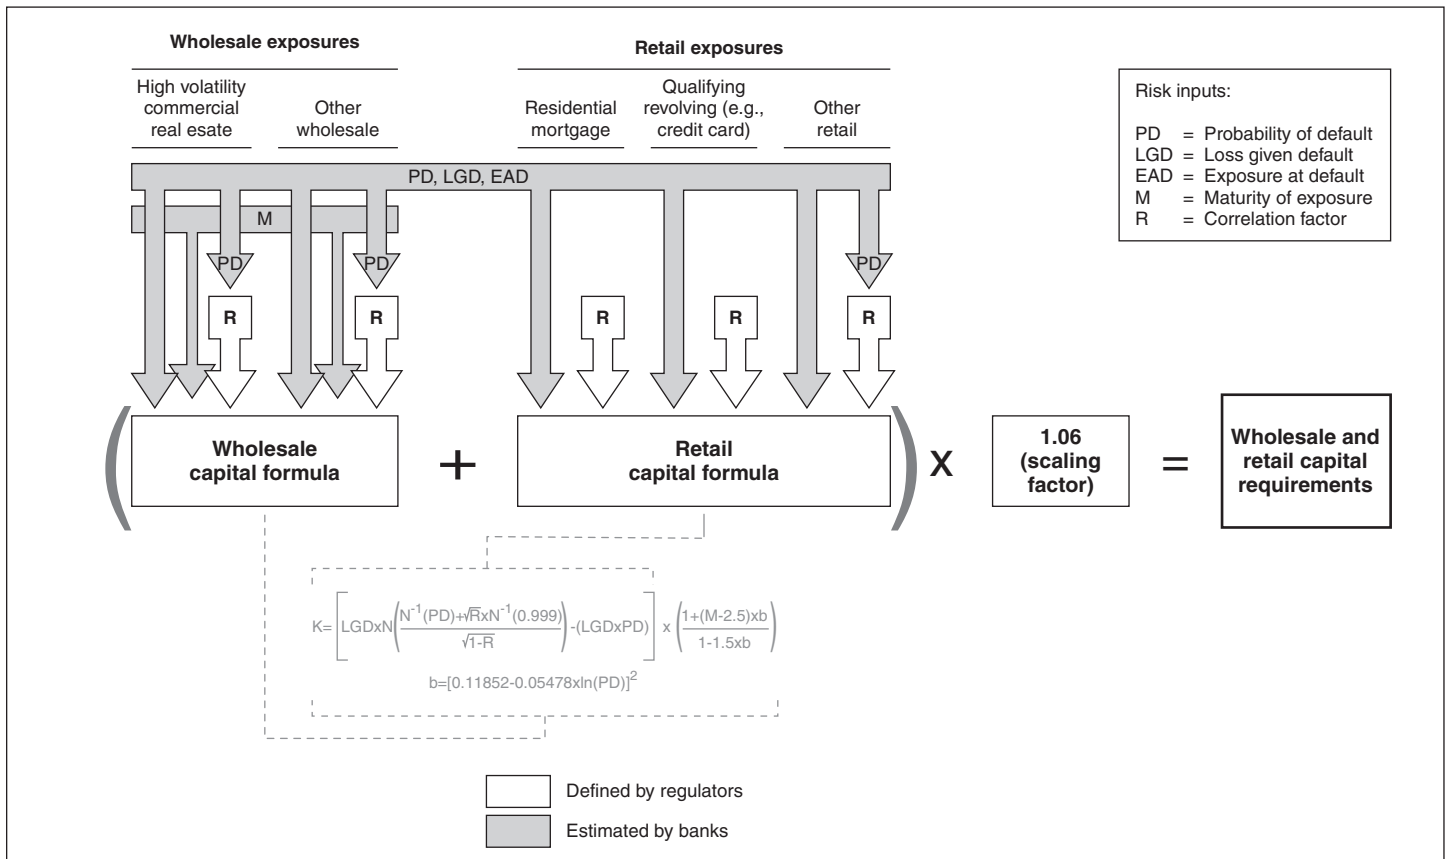 Wholesale exposures
Retail exposures
High volatility
commercial
real esate
Other
wholesale
Residential
mortgage
Qualifying
revolving (e.g.,
credit card)
Other
retail
Risk inputs:
PD = Probability of default
LGD = Loss given default
EAD = Exposure at default
M = Maturity of exposure
R = Correlation factor
PD, LGD, EAD
M
PD
PD
PD
R
R
R
R
R
(
Wholesale
capital formula
+
Retail
capital formula
)
x
1.06
(scaling
factor)
=
Wholesale and
retail capital
requirements
K=[LGDxN((N⁻¹(PD)+√RxN⁻¹(0.999))/√1-R)-(LGDxPD)] x (1+(M-2.5)xb/1-1.5xb)
b=[0.11852-0.05478xln(PD)]²
Defined by regulators
Estimated by banks